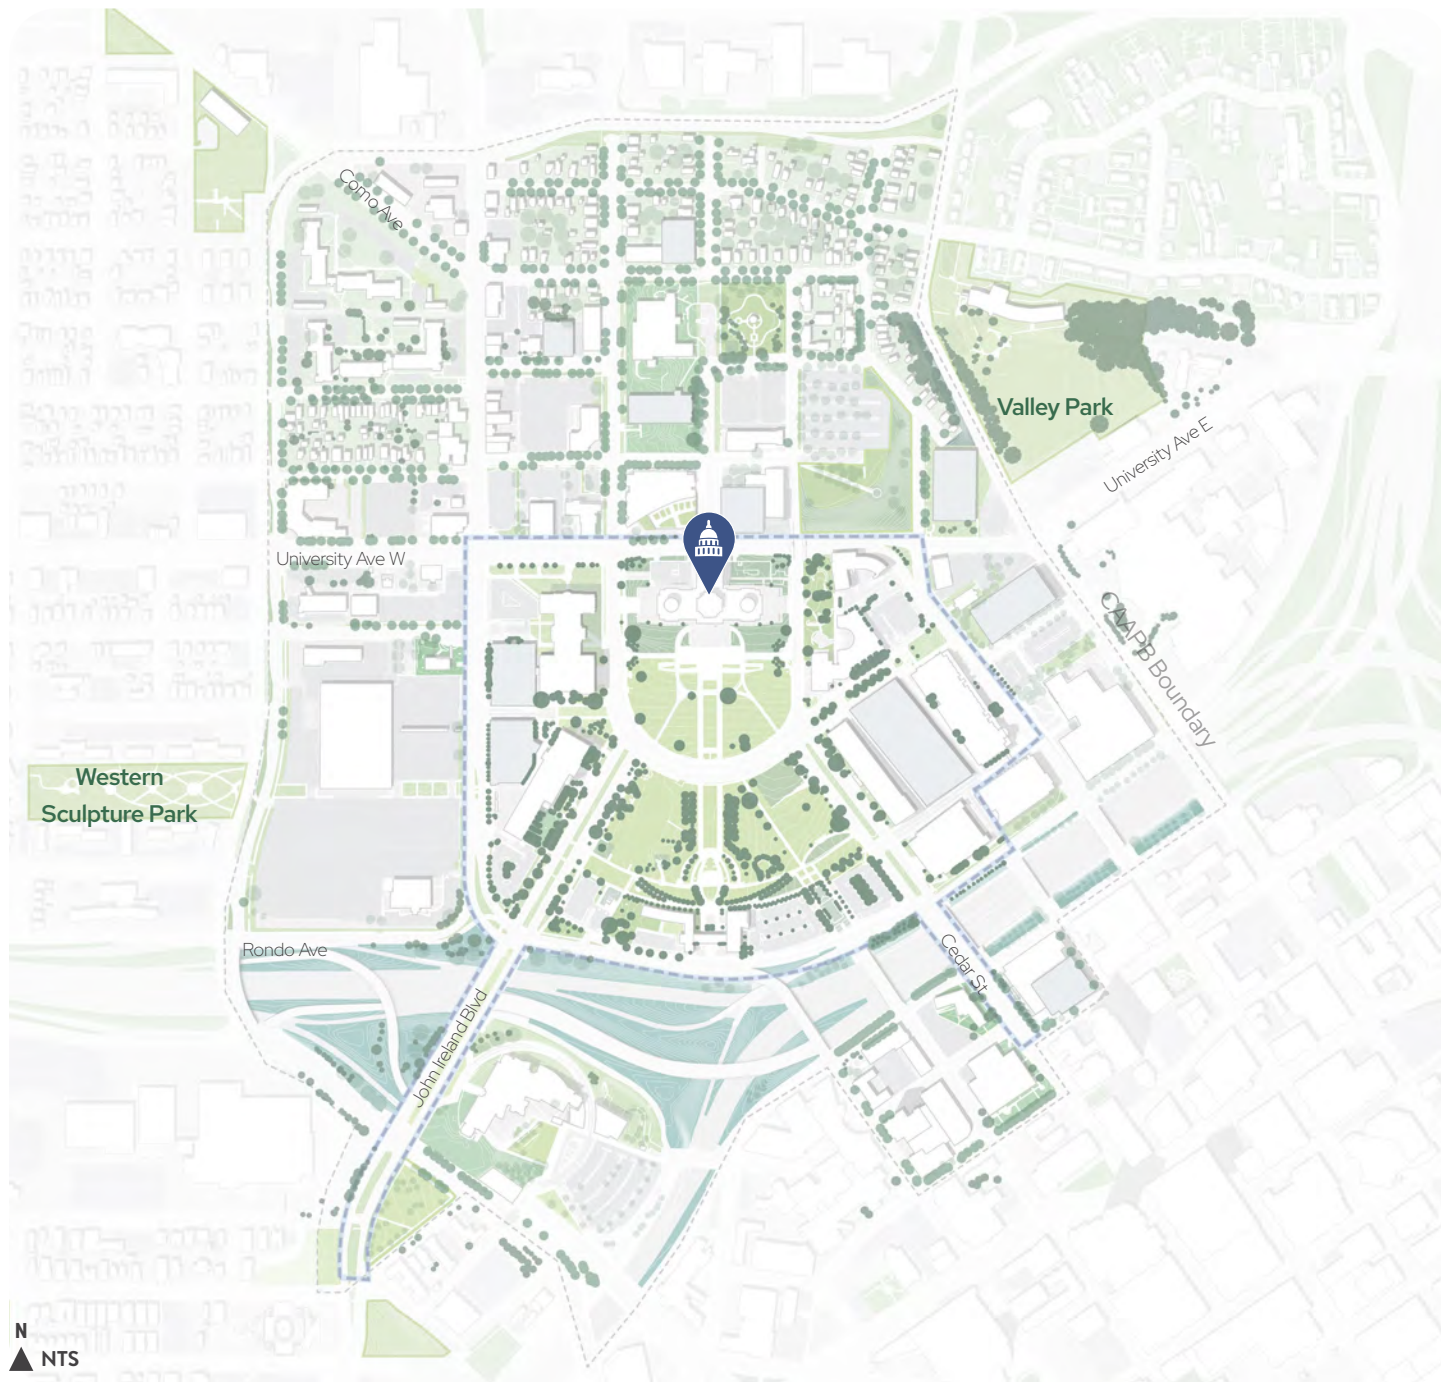 Como Ave
Valley Park
University Ave E
University Ave W
CAAPB Boundary
Western
Sculpture Park
Rondo Ave
Cedar St
John Ireland Blvd
N
NTS